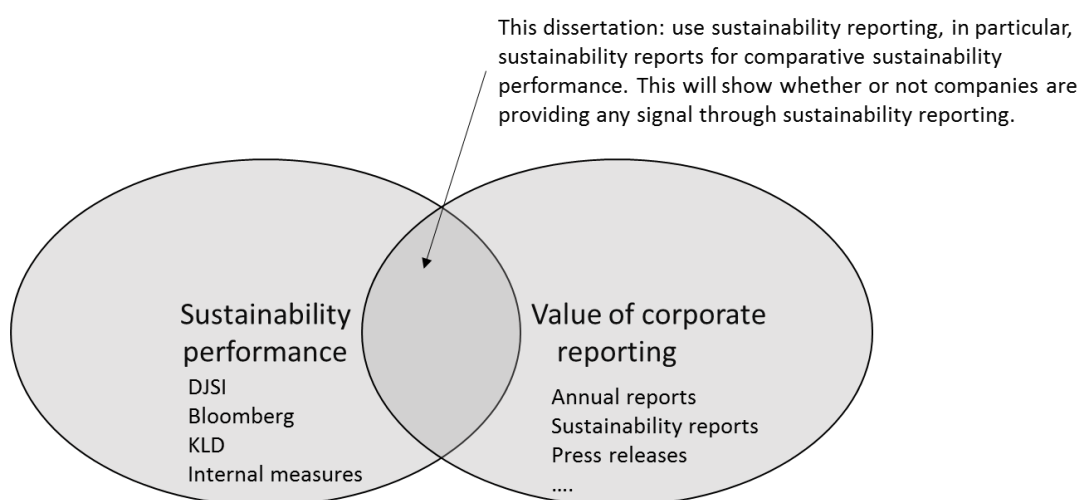 This dissertation: use sustainability reporting, in particular,
sustainability reports for comparative sustainability
performance. This will show whether or not companies are
providing any signal through sustainability reporting.
Sustainability
performance
DJSI
Bloomberg
KLD
Internal measures
Value of corporate
reporting
Annual reports
Sustainability reports
Press releases
....